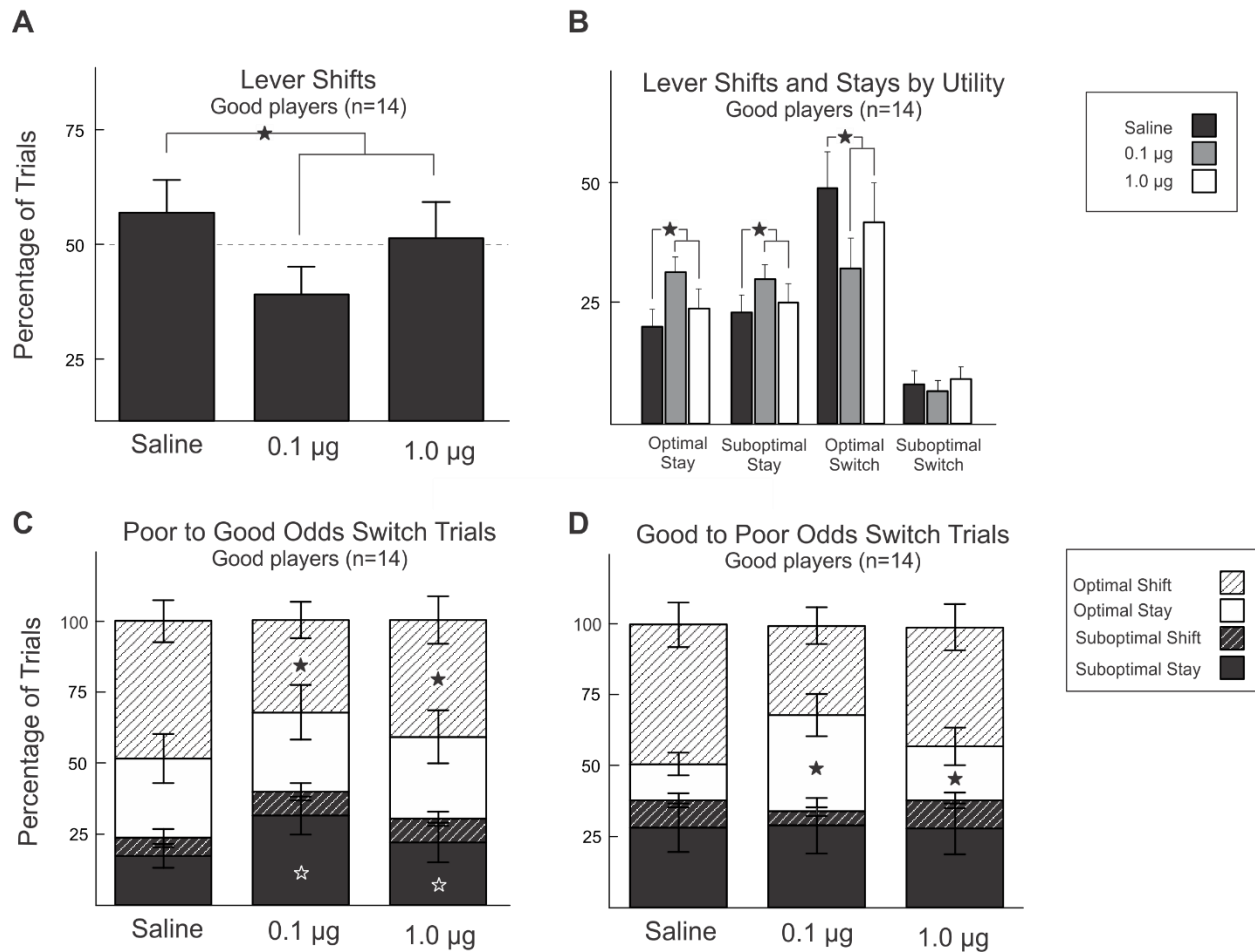 A
Lever Shifts
Good players (n=14)
Percentage of Trials
75
50
25
Saline
0.1 µg
1.0 µg
B
Lever Shifts and Stays by Utility
Good players (n=14)
50
25
Optimal
Stay
Suboptimal
Stay
Optimal
Switch
Suboptimal
Switch
Saline
0.1 µg
1.0 µg
C
Poor to Good Odds Switch Trials
Good players (n=14)
Percentage of Trials
100
75
50
25
Saline
0.1 µg
1.0 µg
D
Good to Poor Odds Switch Trials
Good players (n=14)
100
75
50
25
Saline
0.1 µg
1.0 µg
Optimal Shift
Optimal Stay
Suboptimal Shift
Suboptimal Stay